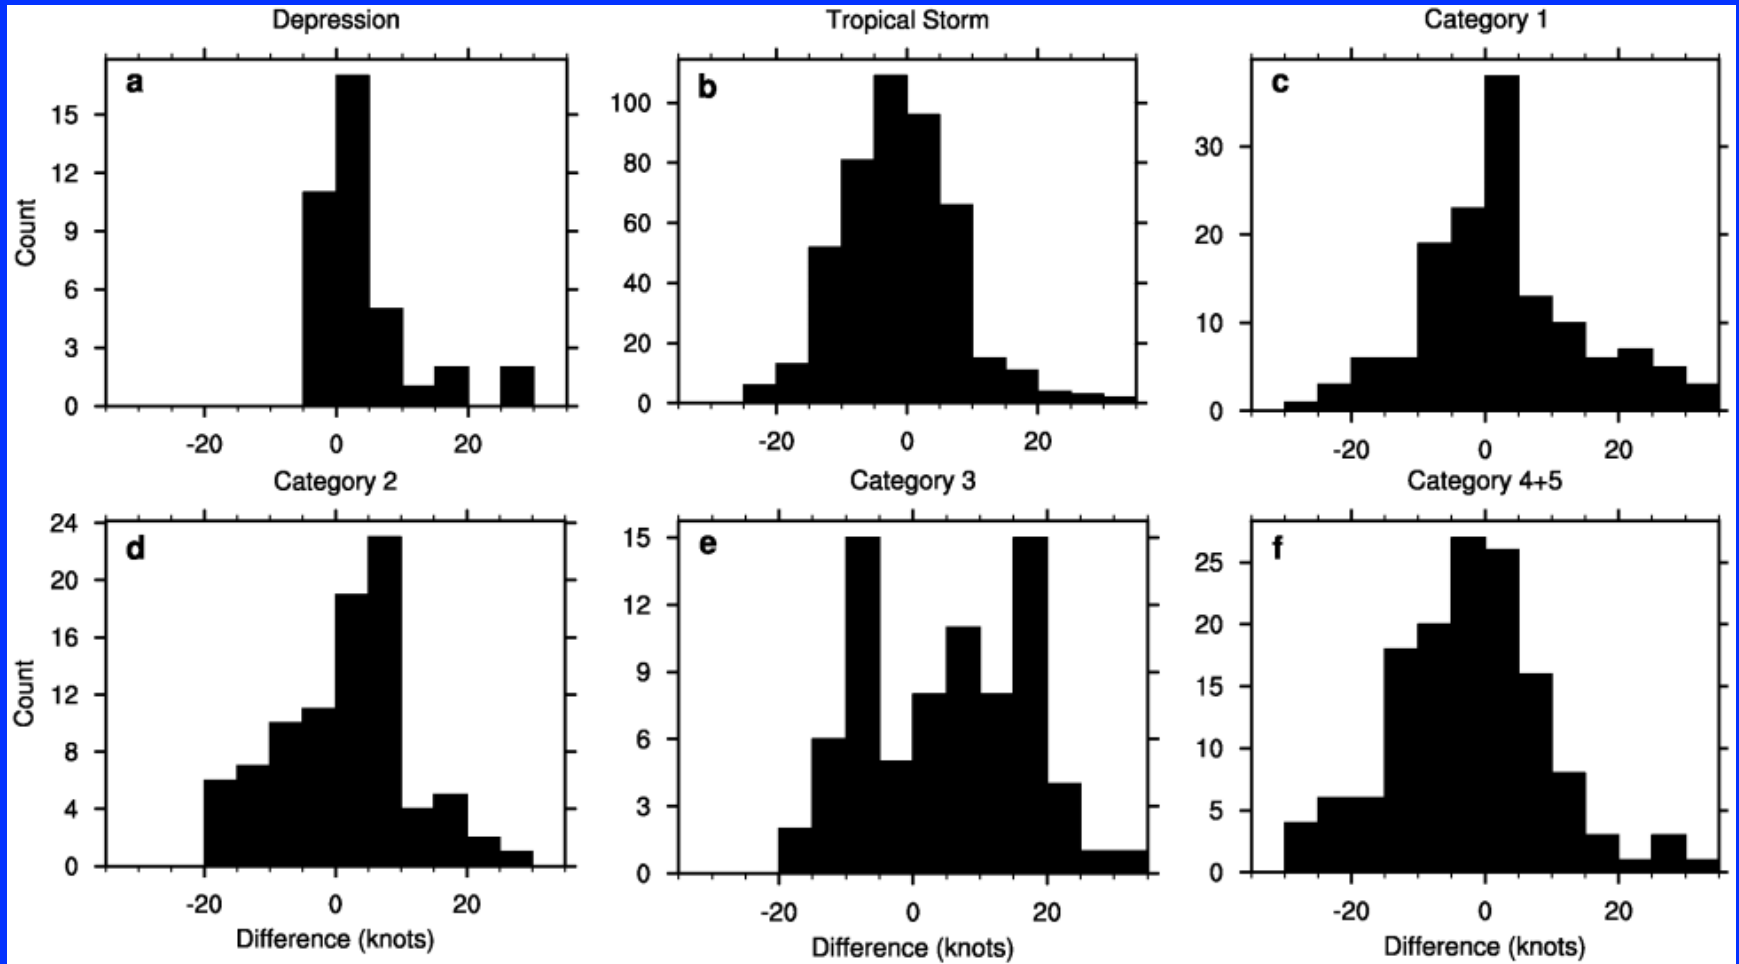 Depression
Tropical Storm
Category 1
a
b
c
15
12
9
6
3
0
Count
-20 0 20
100
80
60
40
20
0
-20 0 20
30
20
10
0
-20 0 20
Category 2
Category 3
Category 4+5
d
e
f
24
20
16
12
8
4
0
Count
-20 0 20
Difference (knots)
15
12
9
6
3
0
-20 0 20
Difference (knots)
25
20
15
10
5
0
-20 0 20
Difference (knots)